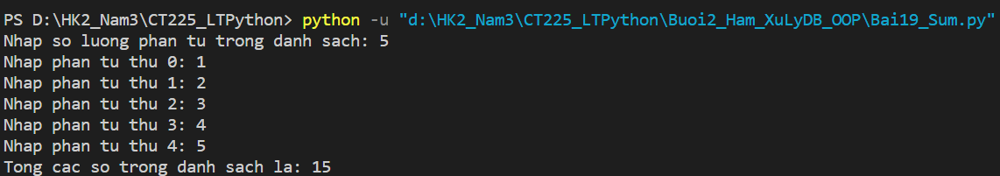 PS D:\HK2_Nam3\CT225_LTPython> python -u "d:\HK2_Nam3\CT225_LTPython\Buoi2_Ham_XuLyDB_OOP\Bai19_Sum.py"
Nhap so luong phan tu trong danh sach: 5
Nhap phan tu thu 0: 1
Nhap phan tu thu 1: 2
Nhap phan tu thu 2: 3
Nhap phan tu thu 3: 4
Nhap phan tu thu 4: 5
Tong cac so trong danh sach la: 15